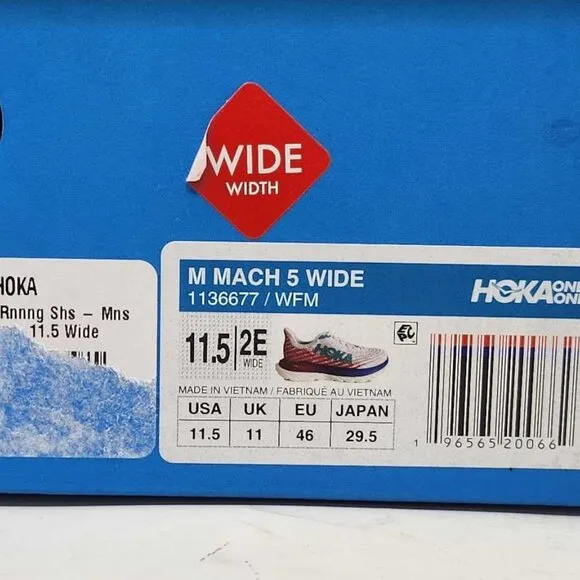 WIDE
WIDTH
HOKA
Rnnng Shs – Mns
11.5 Wide
M MACH 5 WIDE
1136677 / WFM
HOKA ONE ONE
11.5 2E
WIDE
HOKA
MADE IN VIETNAM / FABRIQUÉ AU VIETNAM
USA UK EU JAPAN
11.5 11 46 29.5
1 96565 20066